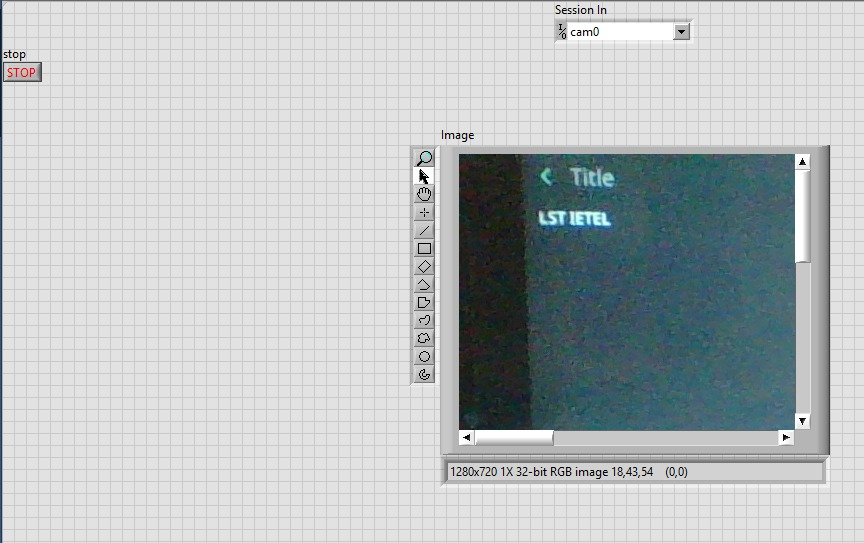 Session In
cam0
stop
STOP
Image
Title
LST IETEL
1280x720 1X 32-bit RGB image 18,43,54 (0,0)